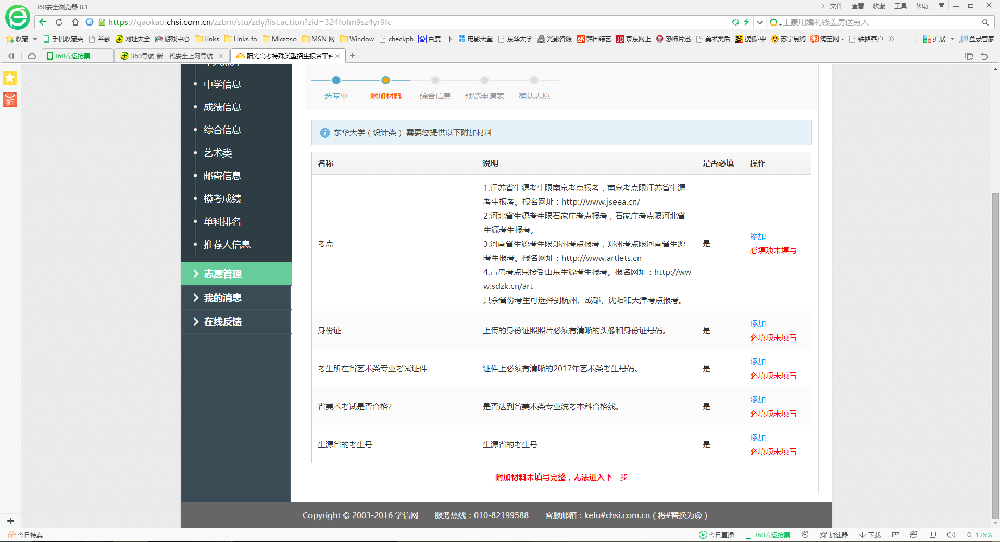 360安全浏览器 8.1
文件 查看 收藏 工具 帮助
https://gaokao.chsi.com.cn/zzbm/stu/zdy/list.action?zid=324fofm9sz4yr9fc
土豪用婚礼钱盖房送穷人
收藏 手机收藏夹 谷歌 网址大全 游戏中心 Links Links fo Microso MSN 网 Window checkph 百度一下 电影天堂 东华大学 光影资源 韩国综艺 京东网上 恐怖片迅 美术类后 搜狐-中 苏宁易购 淘宝网 - 铁路客户 扩展 登录管家
360春运抢票 360导航_新一代安全上网导航 阳光高考特殊类型招生报名平台
折
中学信息
成绩信息
综合信息
艺术类
邮寄信息
模考成绩
单科排名
推荐人信息
志愿管理
我的消息
在线反馈
选专业 附加材料 综合信息 预览申请表 确认志愿
东华大学（设计类） 需要您提供以下附加材料
名称 说明 是否必填 操作
考点
1.江苏省生源考生限南京考点报考，南京考点限江苏省生源
考生报考。报名网址：http://www.jseea.cn/
2.河北省生源考生限石家庄考点报考，石家庄考点限河北省
生源考生报考。
3.河南省生源考生限郑州考点报考，郑州考点限河南省生源
考生报考。报名网址：http://www.artlets.cn
4.青岛考点只接受山东生源考生报考。报名网址：http://ww
w.sdzk.cn/art
其余省份考生可选择到杭州、成都、沈阳和天津考点报考。
是
添加
必填项未填写
身份证 上传的身份证照照片必须有清晰的头像和身份证号码。 是
添加
必填项未填写
考生所在省艺术类专业考试证件 证件上必须有清晰的2017年艺术类考生号码。 是
添加
必填项未填写
省美术考试是否合格? 是否达到省美术类专业统考本科合格线。 是
添加
必填项未填写
生源省的考生号 生源省的考生号 是
添加
必填项未填写
附加材料未填写完整，无法进入下一步
Copyright © 2003-2016 学信网 服务热线：010-82199588 客服邮箱：kefu#chsi.com.cn（将#替换为@）
今日特卖 今日直播 360春运抢票 加速器 下载 125%